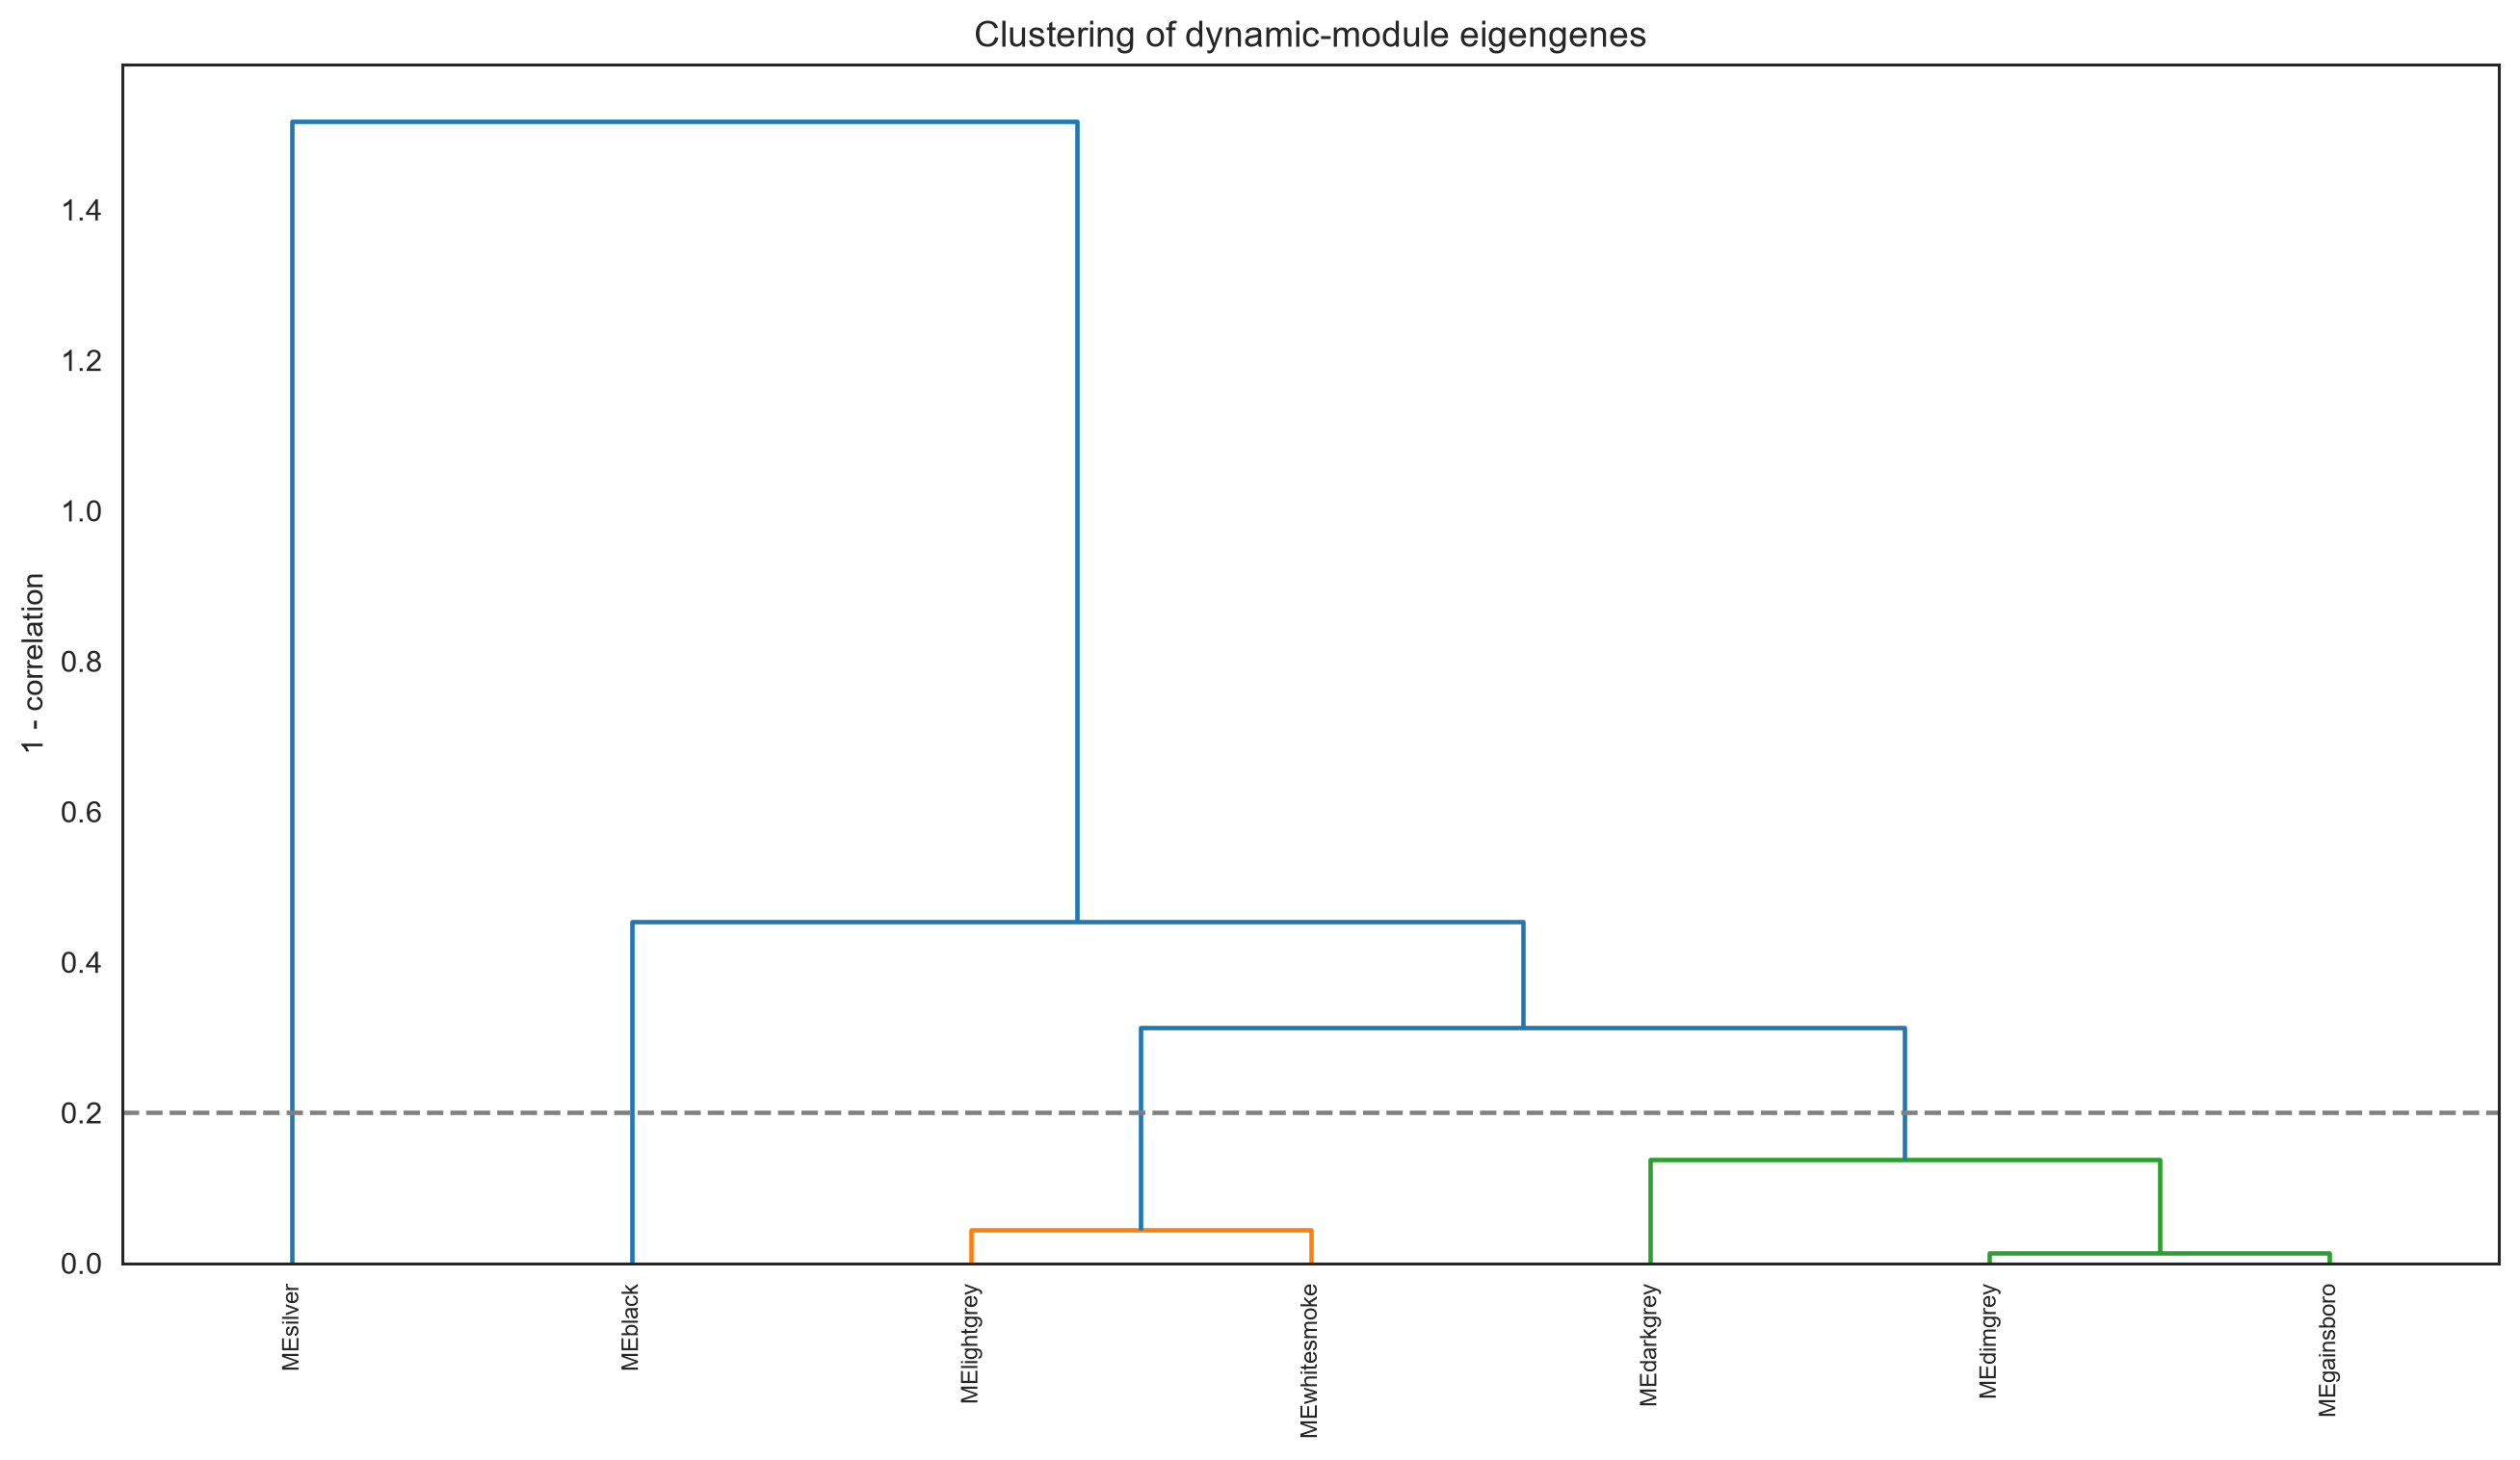 Clustering of dynamic-module eigengenes
1 - correlation
1.4
1.2
1.0
0.8
0.6
0.4
0.2
0.0
MEsilver
MEblack
MElightgrey
MEwhitesmoke
MEdarkgrey
MEdimgrey
MEgainsboro